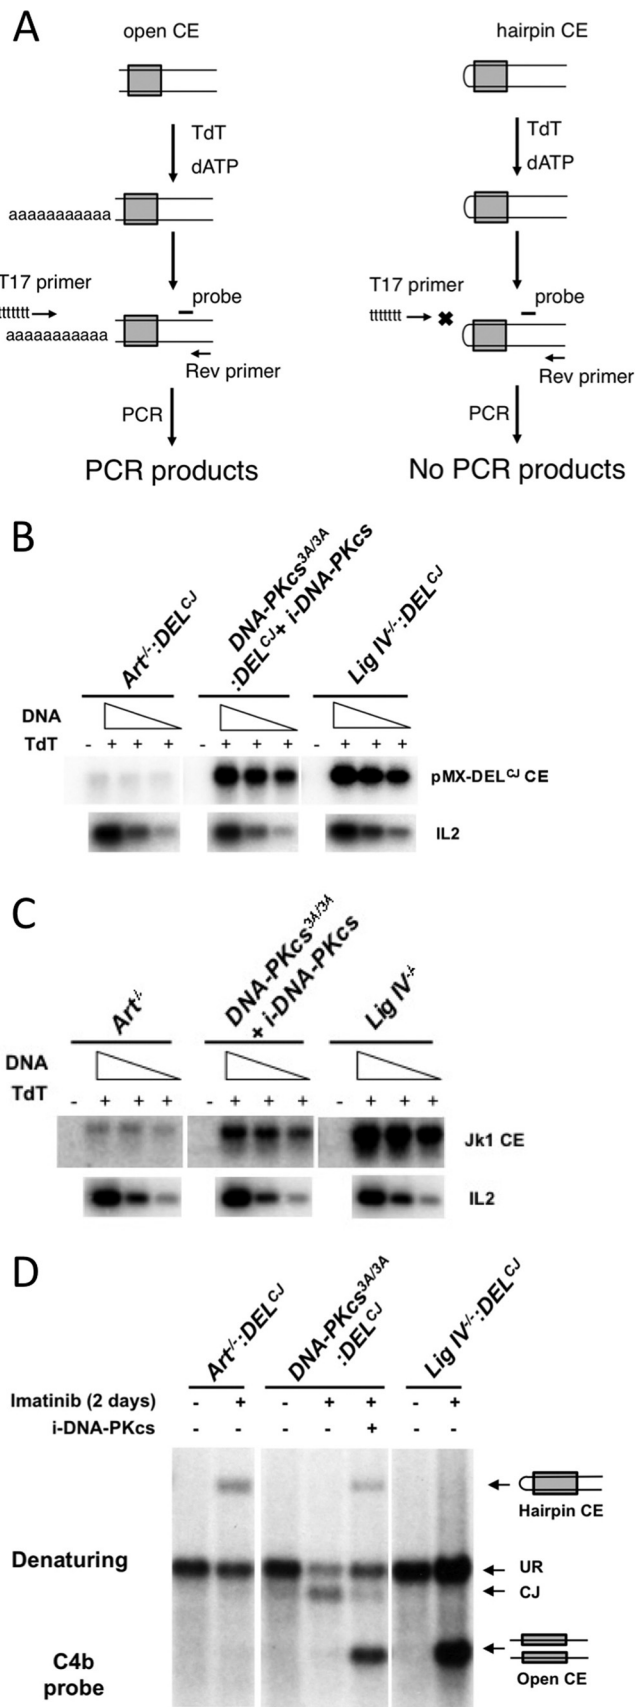 A
open CE
hairpin CE
TdT
dATP
TdT
dATP
aaaaaaaaaaa
T17 primer
ttttttt
probe
aaaaaaaaaaa
Rev primer
T17 primer
ttttttt
probe
Rev primer
PCR
PCR
PCR products
No PCR products
B
Art-/-:DELCJ
DNA-PKcs3A/3A
:DELCJ+ i-DNA-PKcs
Lig IV-/-:DELCJ
DNA
TdT - + + + - + + + - + + +
pMX-DELCJ CE
IL2
C
Art-/-
DNA-PKcs3A/3A
+ i-DNA-PKcs
Lig IV-/-
DNA
TdT - + + + - + + + - + + +
Jk1 CE
IL2
D
Art-/-:DELCJ
DNA-PKcs3A/3A
:DELCJ
Lig IV-/-:DELCJ
Imatinib (2 days) - + - + + - +
i-DNA-PKcs - - - - + - -
Hairpin CE
Denaturing
UR
CJ
C4b
probe
Open CE